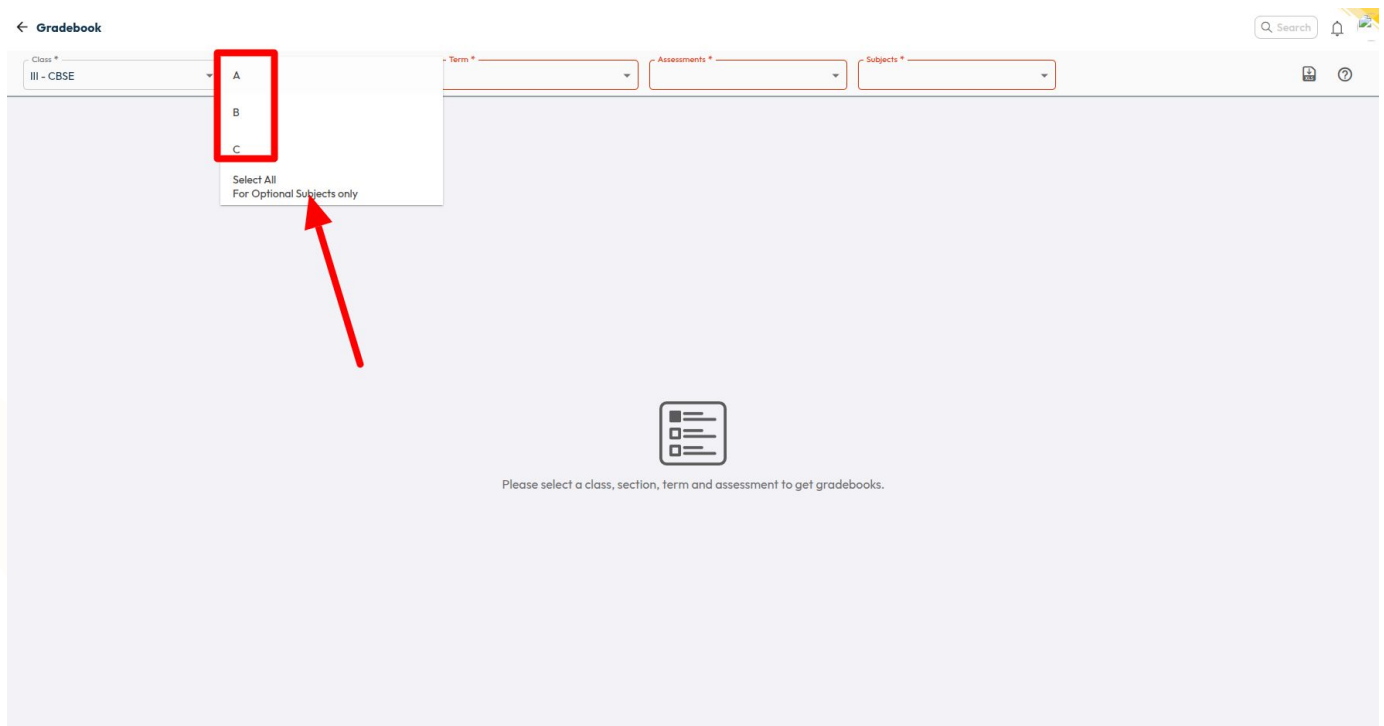 Gradebook
Search
Class *
III - CBSE
A
B
C
Select All
For Optional Subjects only
Term *
Assessments *
Subjects *
XLS
Please select a class, section, term and assessment to get gradebooks.